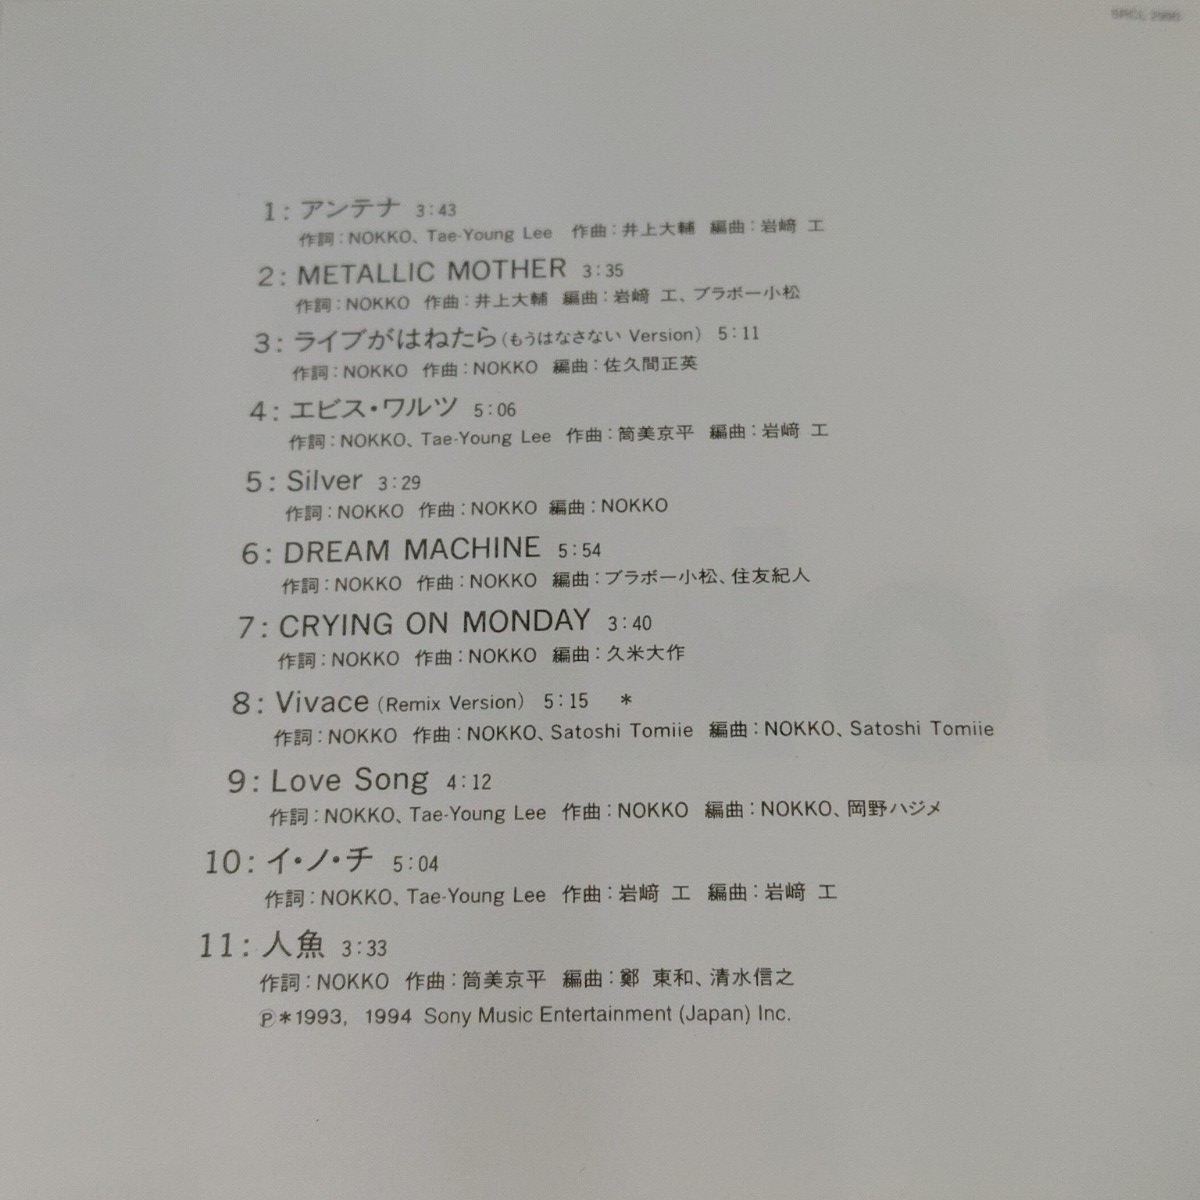 1: アンテナ 3:43
作詞:NOKKO、Tae-Young Lee 作曲:井上大輔 編曲:岩﨑 工
2: METALLIC MOTHER 3:35
作詞:NOKKO 作曲:井上大輔 編曲:岩﨑 工、ブラボー小松
3: ライブがはねたら(もうはなさない Version) 5:11
作詞:NOKKO 作曲:NOKKO 編曲:佐久間正英
4: エビス・ワルツ 5:06
作詞:NOKKO、Tae-Young Lee 作曲:筒美京平 編曲:岩﨑 工
5: Silver 3:29
作詞:NOKKO 作曲:NOKKO 編曲:NOKKO
6: DREAM MACHINE 5:54
作詞:NOKKO 作曲:NOKKO 編曲:ブラボー小松、住友紀人
7: CRYING ON MONDAY 3:40
作詞:NOKKO 作曲:NOKKO 編曲:久米大作
8: Vivace (Remix Version) 5:15 *
作詞:NOKKO 作曲:NOKKO、Satoshi Tomiie 編曲:NOKKO、Satoshi Tomiie
9: Love Song 4:12
作詞:NOKKO、Tae-Young Lee 作曲:NOKKO 編曲:NOKKO、岡野ハジメ
10: イ・ノ・チ 5:04
作詞:NOKKO、Tae-Young Lee 作曲:岩﨑 工 編曲:岩﨑 工
11: 人魚 3:33
作詞:NOKKO 作曲:筒美京平 編曲:鄭 東和、清水信之
Ⓟ*1993, 1994 Sony Music Entertainment (Japan) Inc.